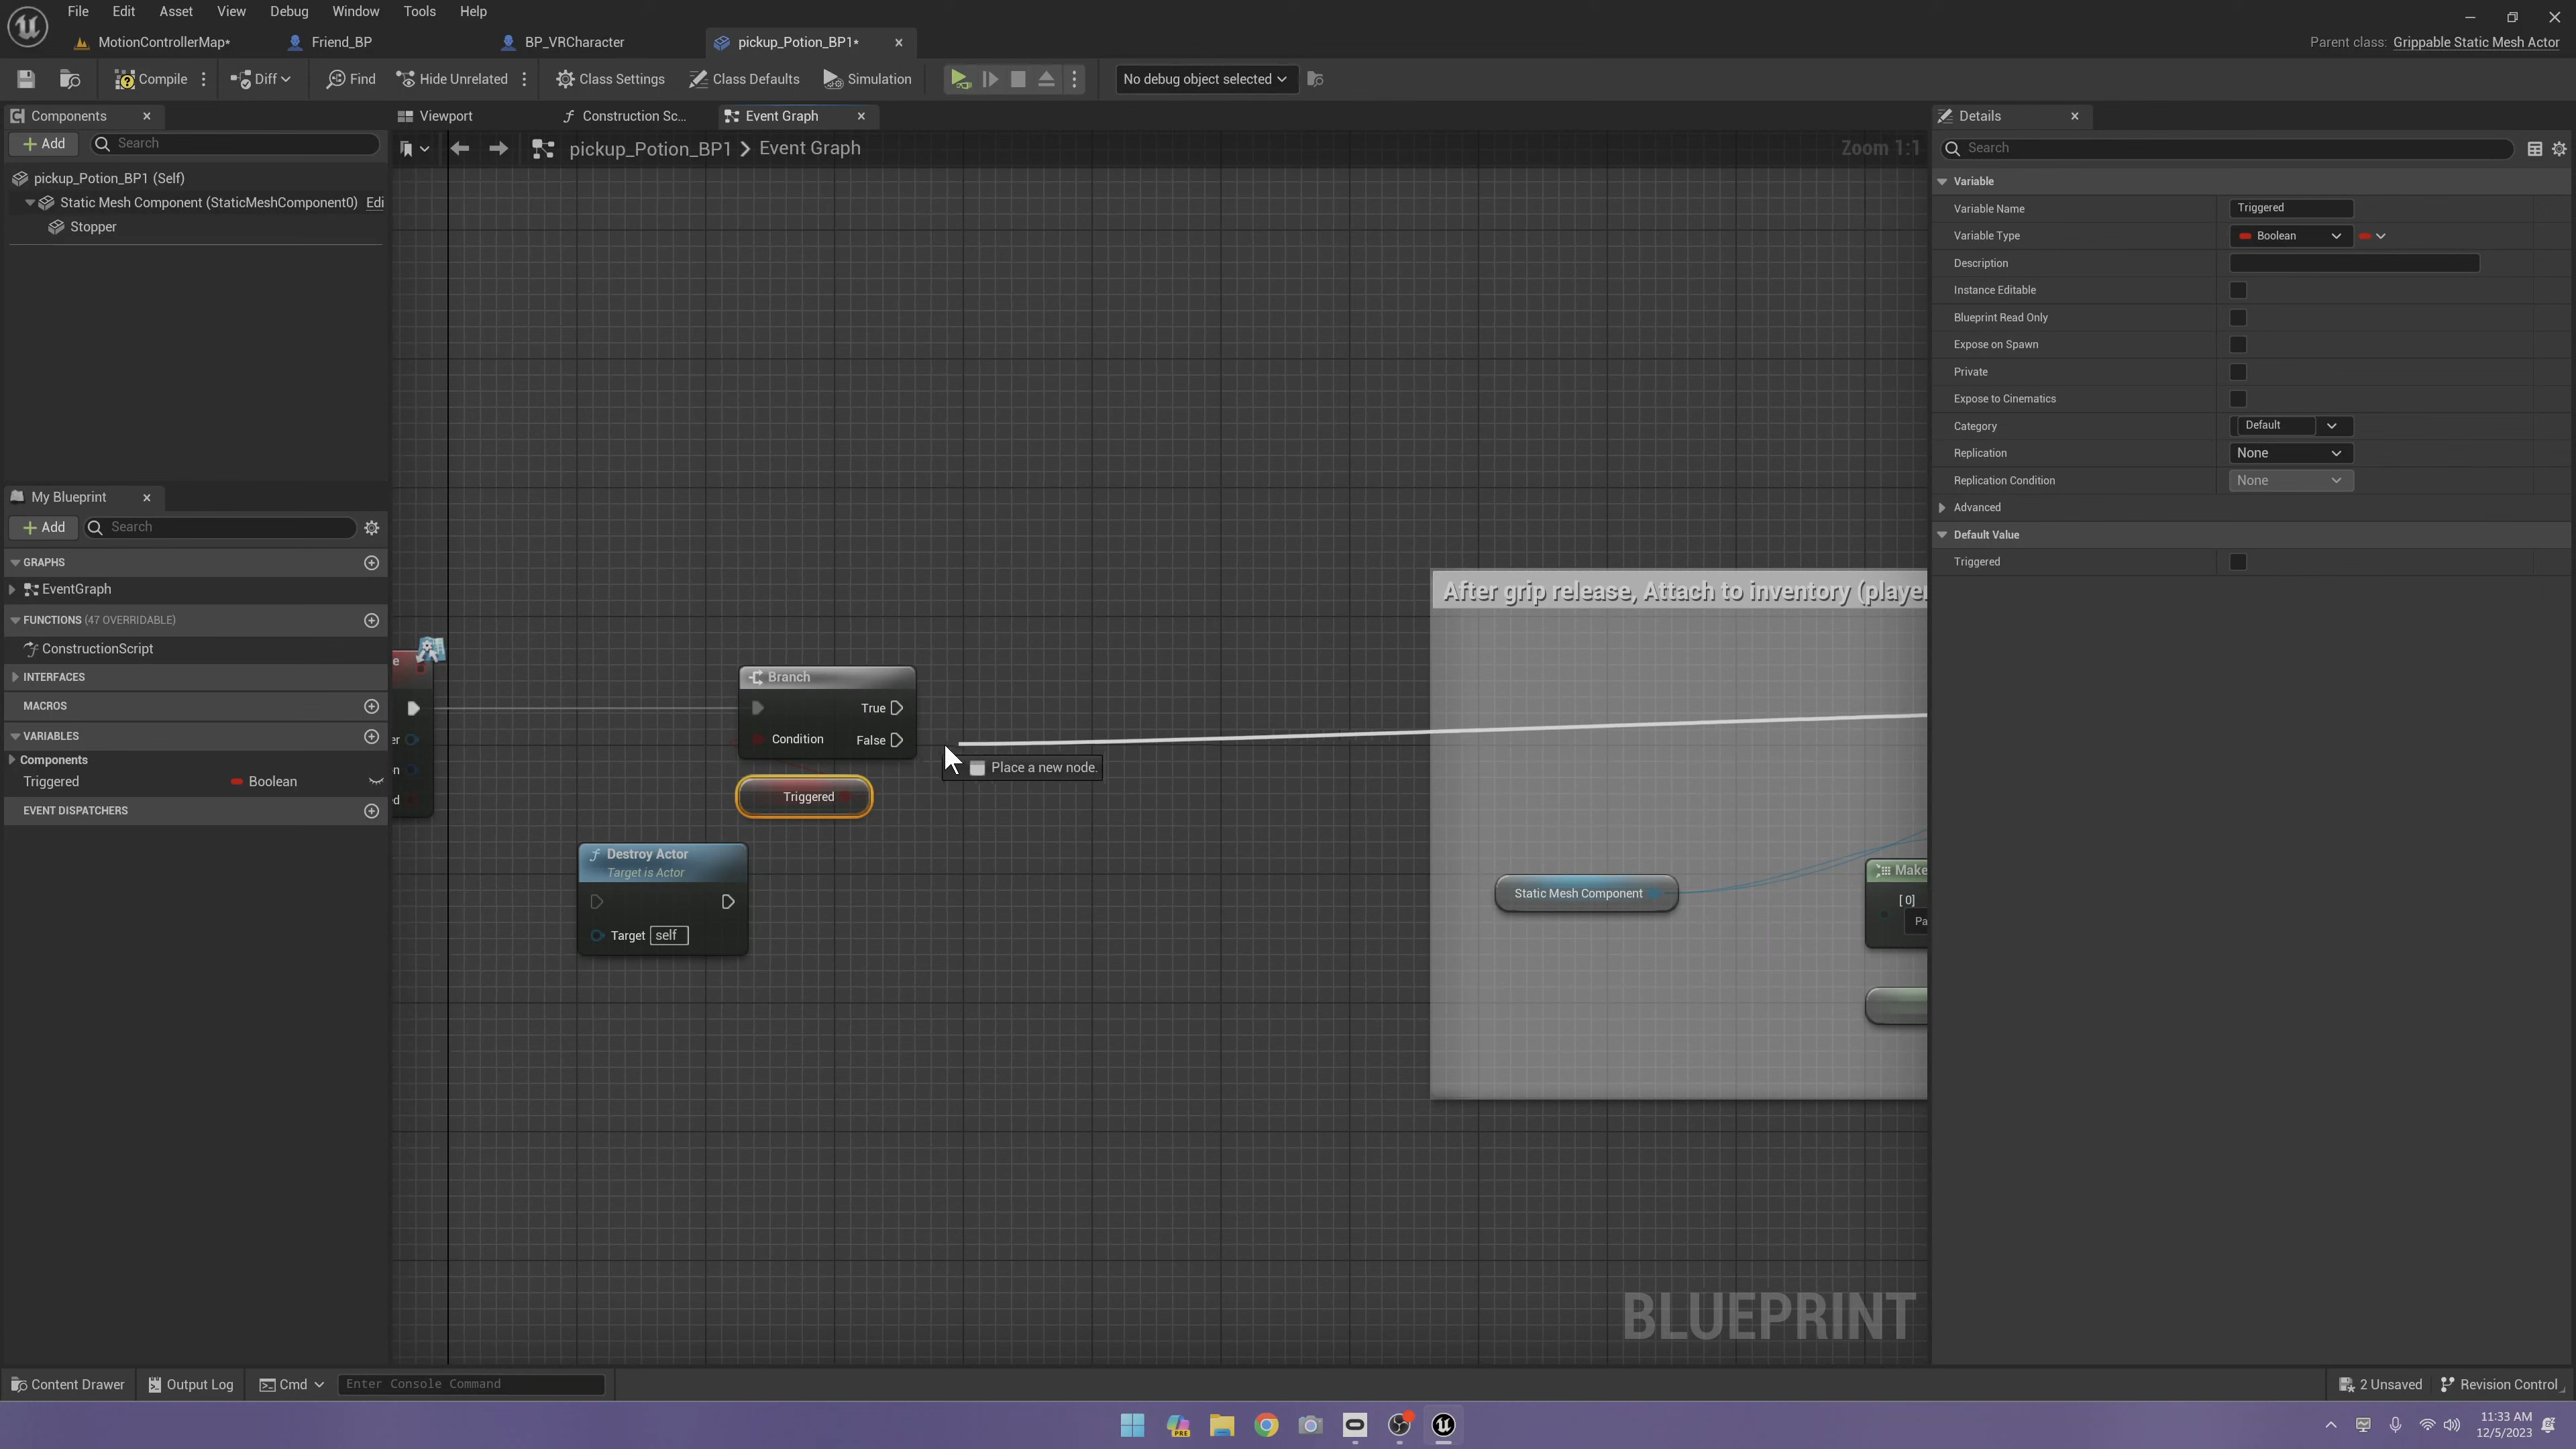 File Edit Asset View Debug Window Tools Help
MotionControllerMap* Friend_BP BP_VRCharacter pickup_Potion_BP1* Parent class: Grippable Static Mesh Actor
Compile Diff Find Hide Unrelated Class Settings Class Defaults Simulation No debug object selected
Components Viewport Construction Sc... Event Graph Details
Add Search pickup_Potion_BP1 > Event Graph Zoom 1:1 Search
pickup_Potion_BP1 (Self)
Static Mesh Component (StaticMeshComponent0) Edi
Stopper
My Blueprint
Add Search
GRAPHS
EventGraph
FUNCTIONS (47 OVERRIDABLE)
ConstructionScript
INTERFACES
MACROS
VARIABLES
Components
Triggered Boolean
EVENT DISPATCHERS
e
er
n
d
Branch
True
Condition False
Triggered
Place a new node.
Destroy Actor
Target is Actor
Target self
After grip release, Attach to inventory (player
Static Mesh Component
Make
[0]
Pa
BLUEPRINT
Variable
Variable Name Triggered
Variable Type Boolean
Description
Instance Editable
Blueprint Read Only
Expose on Spawn
Private
Expose to Cinematics
Category Default
Replication None
Replication Condition None
Advanced
Default Value
Triggered
Content Drawer Output Log Cmd Enter Console Command 2 Unsaved Revision Control
PRE
11:33 AM
12/5/2023